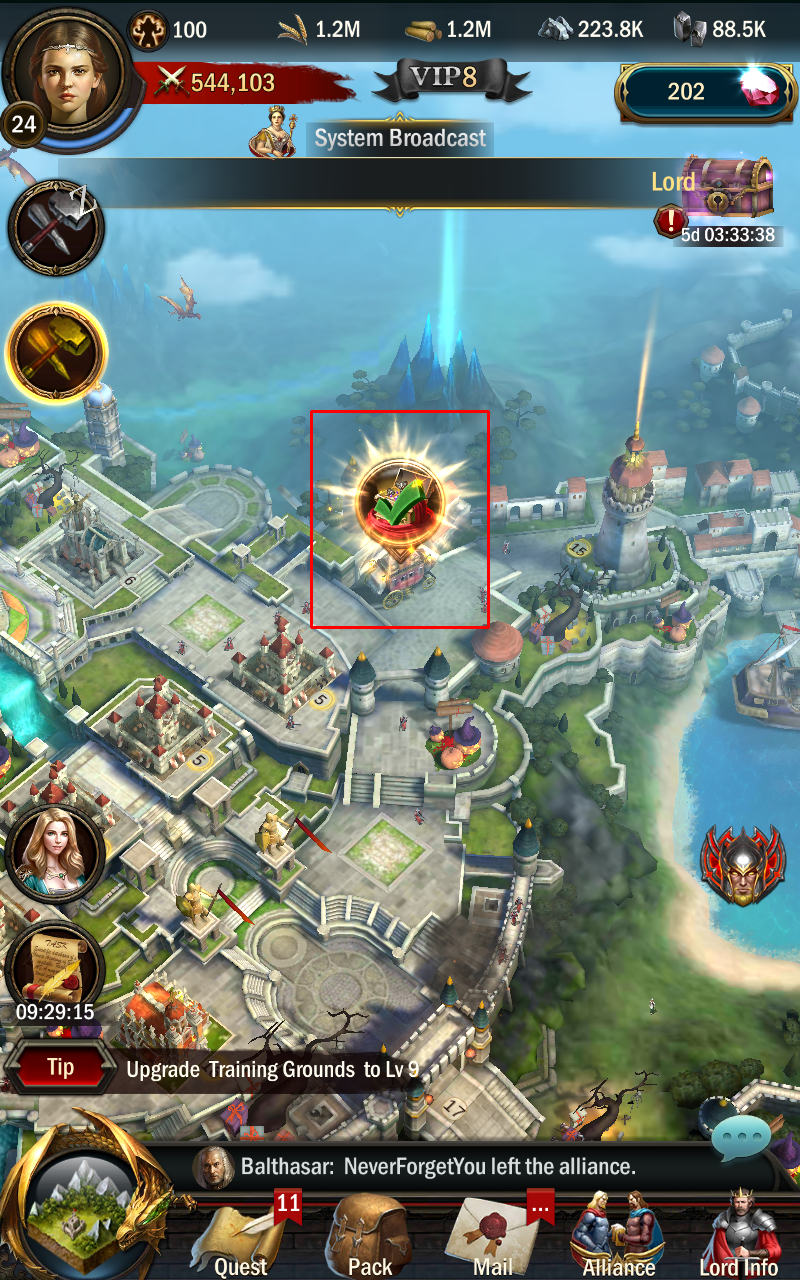 100
1.2M
1.2M
223.8K
88.5K
544,103
VIP8
202
24
System Broadcast
Lord
5d 03:33:38
15
6
5
5
TASK
09:29:15
Tip
Upgrade Training Grounds to Lv 9
17
Balthasar: NeverForgetYou left the alliance.
11
...
Quest
Pack
Mail
Alliance
Lord Info